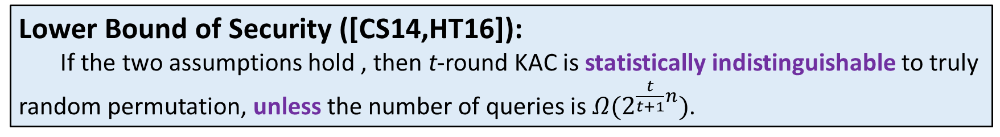 Lower Bound of Security ([CS14,HT16]):
If the two assumptions hold , then t-round KAC is statistically indistinguishable to truly
random permutation, unless the number of queries is Ω(2^{\frac{t}{t+1}n}).